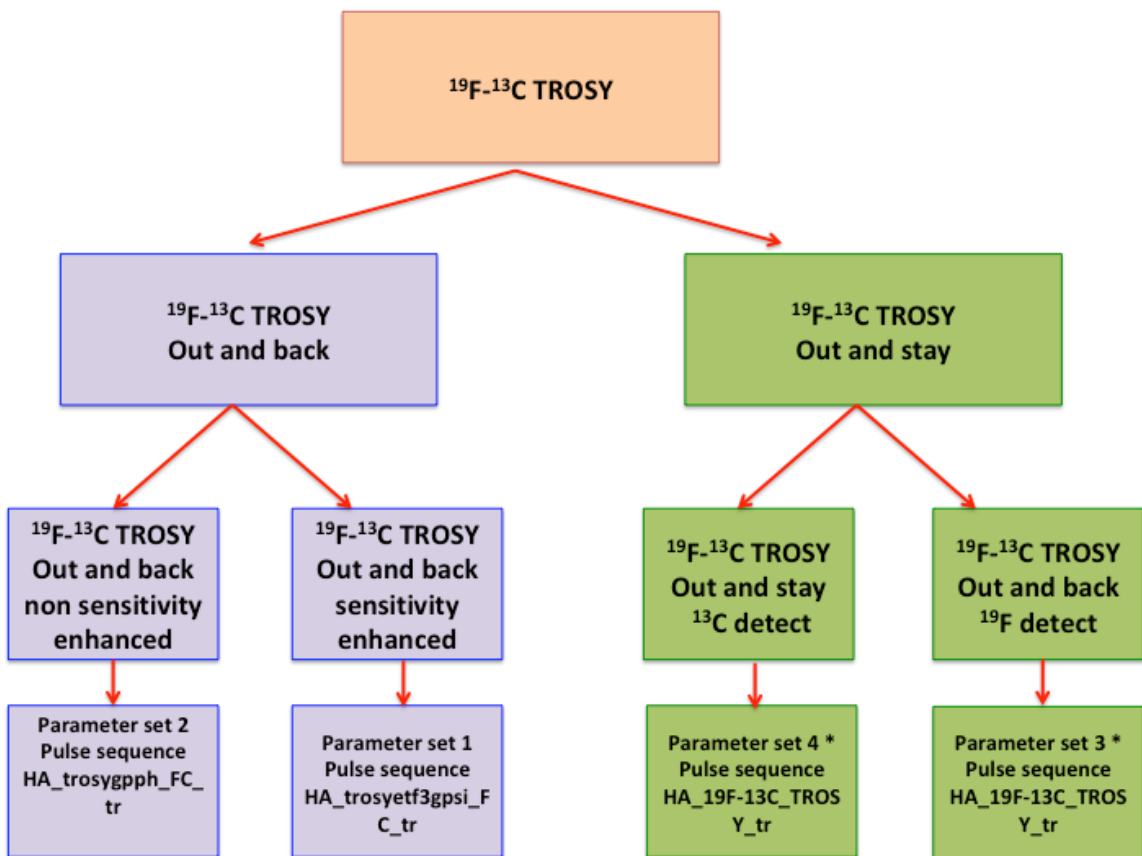 ¹⁹F-¹³C TROSY
¹⁹F-¹³C TROSY
Out and back
¹⁹F-¹³C TROSY
Out and stay
¹⁹F-¹³C TROSY
Out and back
non sensitivity
enhanced
¹⁹F-¹³C TROSY
Out and back
sensitivity
enhanced
¹⁹F-¹³C TROSY
Out and stay
¹³C detect
¹⁹F-¹³C TROSY
Out and back
¹⁹F detect
Parameter set 2
Pulse sequence
HA_trosygpph_FC_
tr
Parameter set 1
Pulse sequence
HA_trosyetf3gpsi_F
C_tr
Parameter set 4 *
Pulse sequence
HA_19F-13C_TROS
Y_tr
Parameter set 3 *
Pulse sequence
HA_19F-13C_TROS
Y_tr